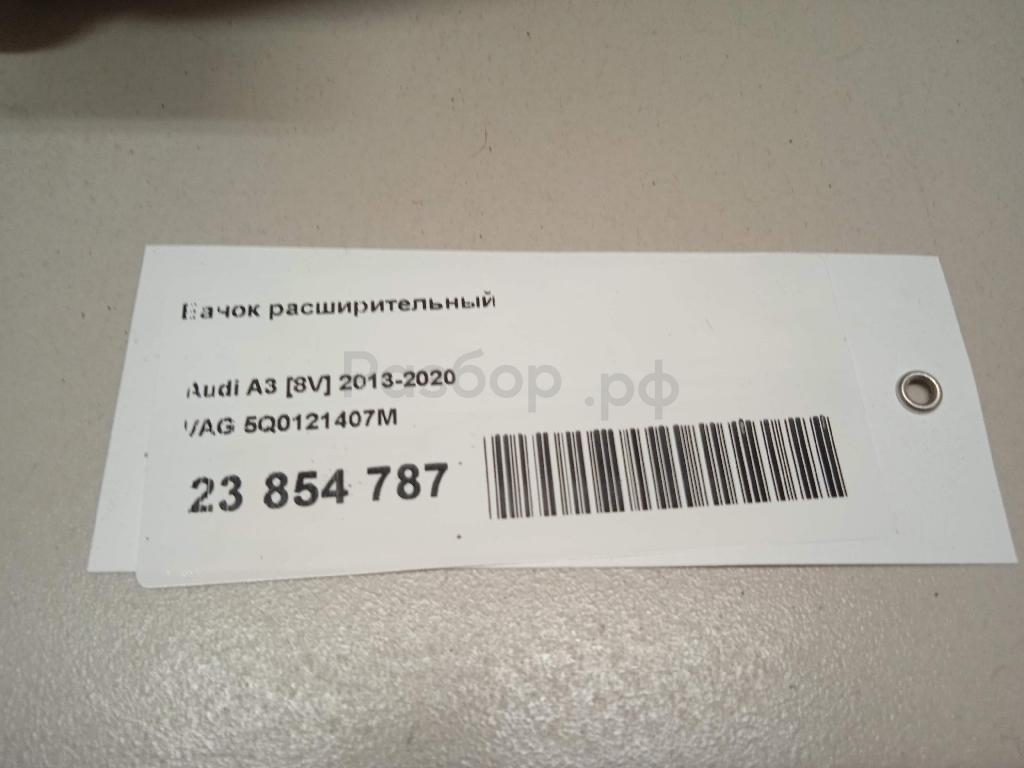 Бачок расширительный
Audi A3 [8V] 2013-2020
Разбор.рф
VAG 5Q0121407M
23 854 787